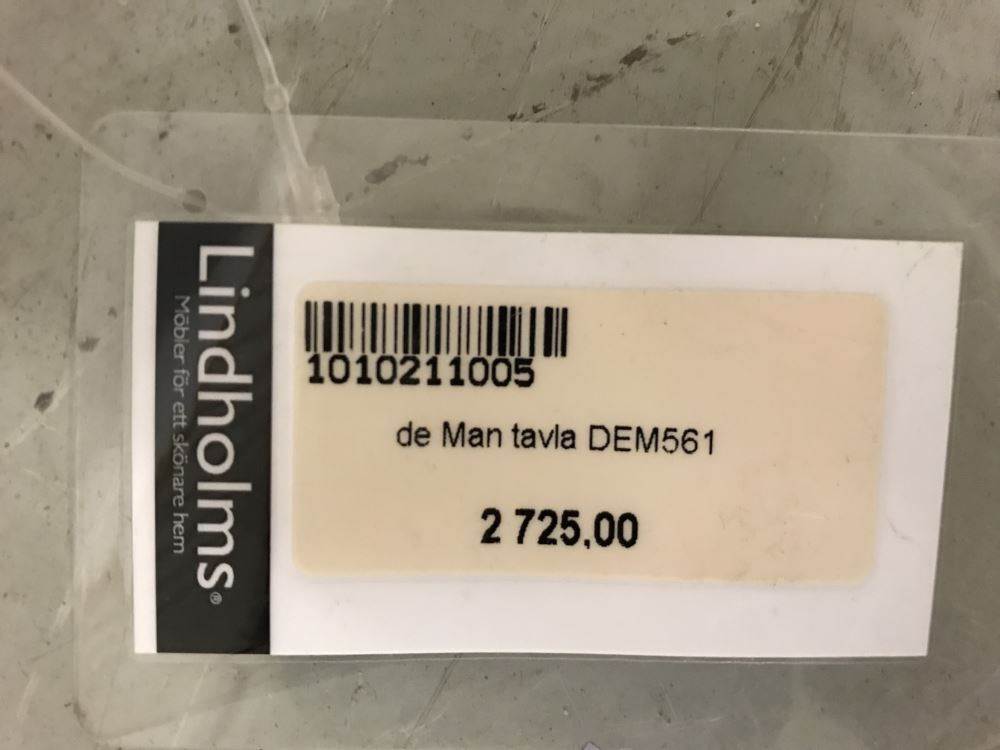 Lindholms®
Möbler för ett skönare hem
1010211005
de Man tavla DEM561
2 725,00